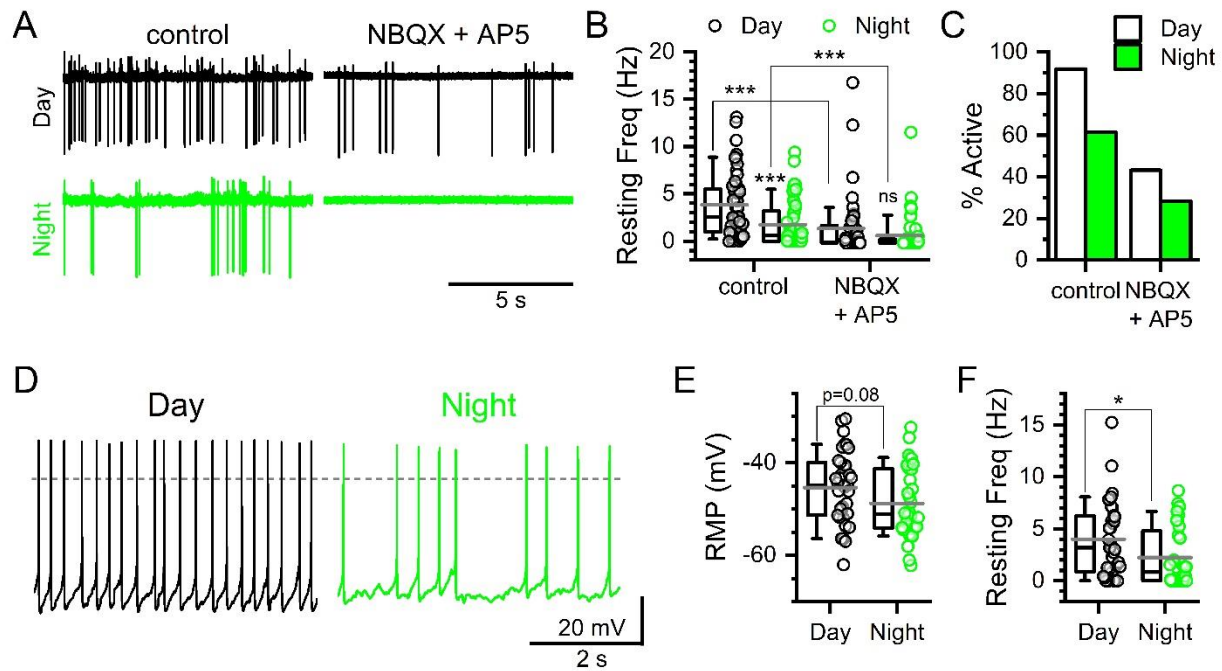 A
control
NBQX + AP5
Day
Night
5 s
B
Day
Night
Resting Freq (Hz)
20
15
10
5
0
***
***
***
ns
control
NBQX
+ AP5
C
Day
Night
% Active
100
80
60
40
20
0
control
NBQX
+ AP5
D
Day
Night
20 mV
2 s
E
p=0.08
RMP (mV)
-40
-60
Day
Night
F
*
Resting Freq (Hz)
15
10
5
0
Day
Night